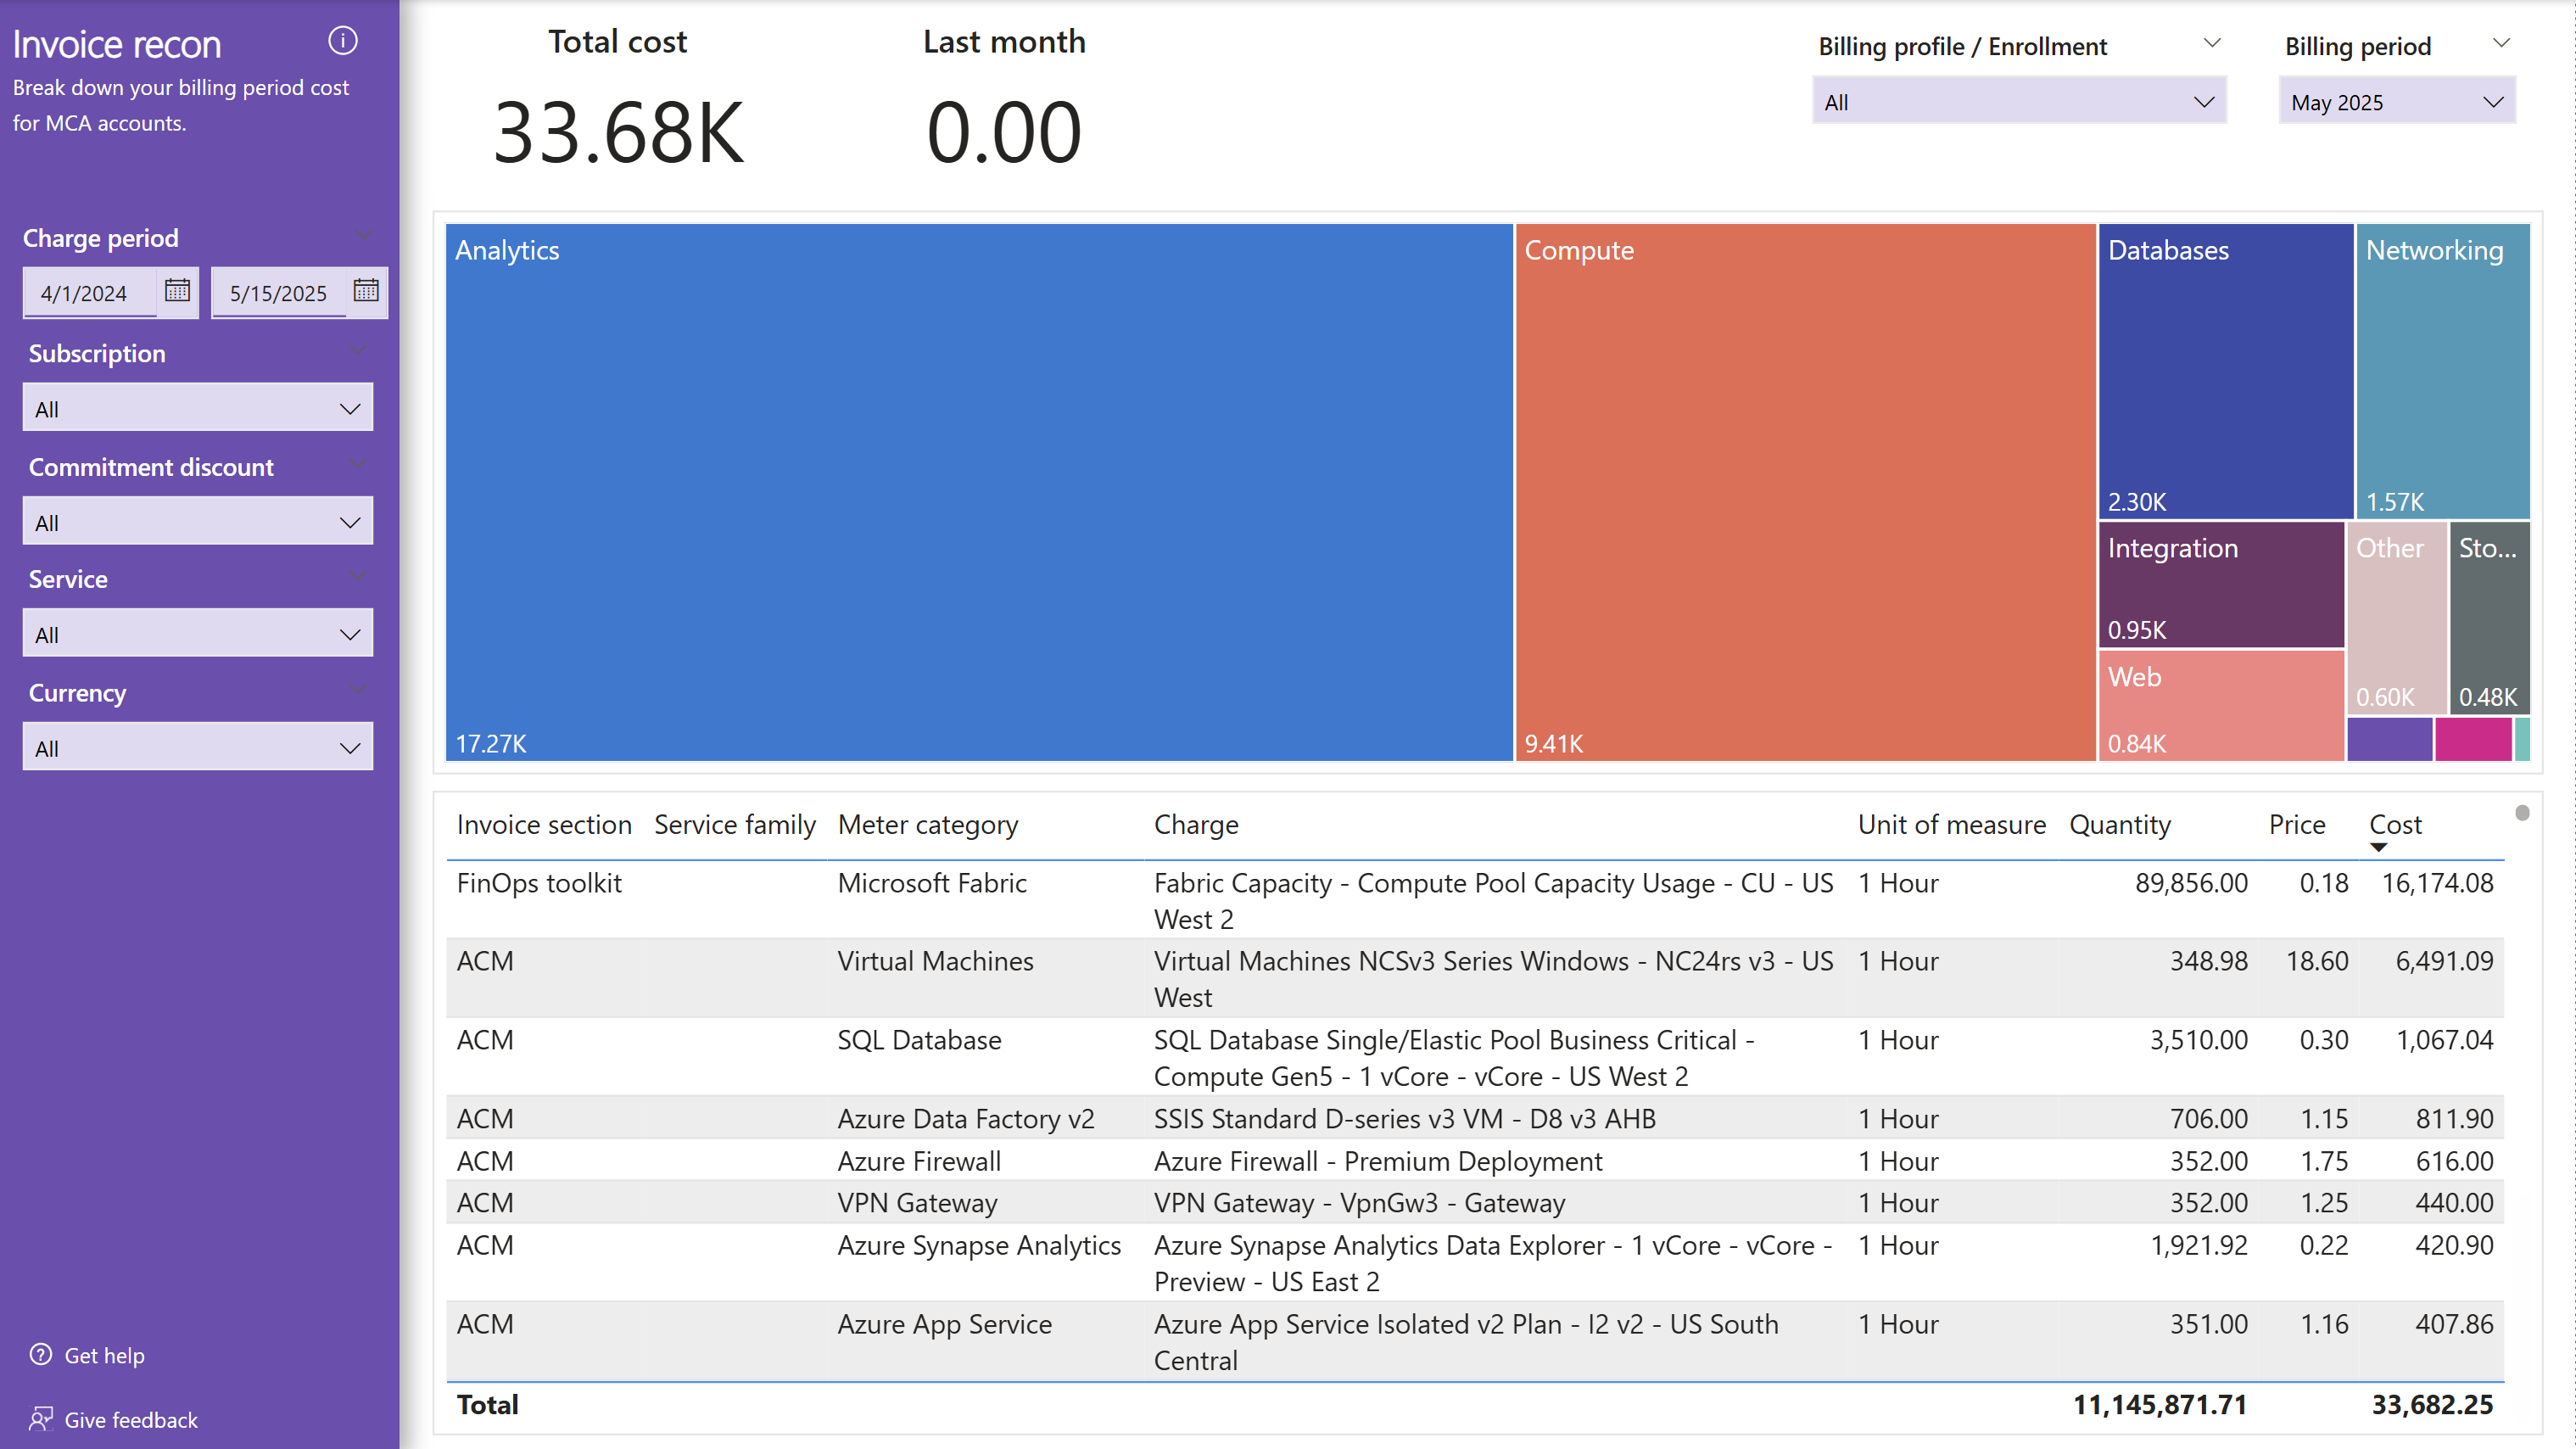 Invoice recon
Break down your billing period cost
for MCA accounts.
Charge period
4/1/2024 5/15/2025
Subscription
All
Commitment discount
All
Service
All
Currency
All
Get help
Give feedback
Total cost
33.68K
Last month
0.00
Billing profile / Enrollment
All
Billing period
May 2025
Analytics
17.27K
Compute
9.41K
Databases
2.30K
Networking
1.57K
Integration
0.95K
Other
0.60K
Sto...
0.48K
Web
0.84K
Invoice section Service family Meter category Charge Unit of measure Quantity Price Cost
FinOps toolkit Microsoft Fabric Fabric Capacity - Compute Pool Capacity Usage - CU - US 1 Hour 89,856.00 0.18 16,174.08
West 2
ACM Virtual Machines Virtual Machines NCSv3 Series Windows - NC24rs v3 - US 1 Hour 348.98 18.60 6,491.09
West
ACM SQL Database SQL Database Single/Elastic Pool Business Critical - 1 Hour 3,510.00 0.30 1,067.04
Compute Gen5 - 1 vCore - vCore - US West 2
ACM Azure Data Factory v2 SSIS Standard D-series v3 VM - D8 v3 AHB 1 Hour 706.00 1.15 811.90
ACM Azure Firewall Azure Firewall - Premium Deployment 1 Hour 352.00 1.75 616.00
ACM VPN Gateway VPN Gateway - VpnGw3 - Gateway 1 Hour 352.00 1.25 440.00
ACM Azure Synapse Analytics Azure Synapse Analytics Data Explorer - 1 vCore - vCore - 1 Hour 1,921.92 0.22 420.90
Preview - US East 2
ACM Azure App Service Azure App Service Isolated v2 Plan - I2 v2 - US South 1 Hour 351.00 1.16 407.86
Central
Total 11,145,871.71 33,682.25